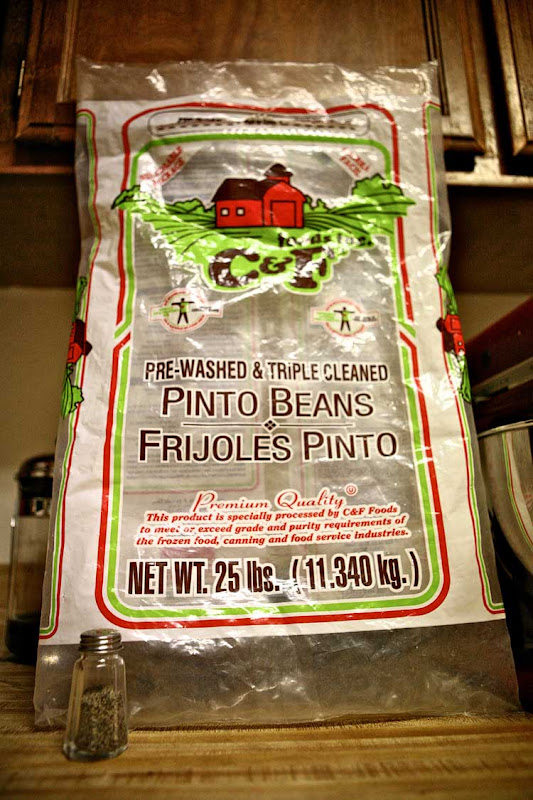 foods inc.
C&F
PRE-WASHED & TRiPLE CLEANED
PINTO BEANS
FRIJOLES PINTO
Premium Quality
This product is specially processed by C&F Foods
to meet or exceed grade and purity requirements of
the frozen food, canning and food service industries.
NET WT. 25 lbs. (11.340 kg.)